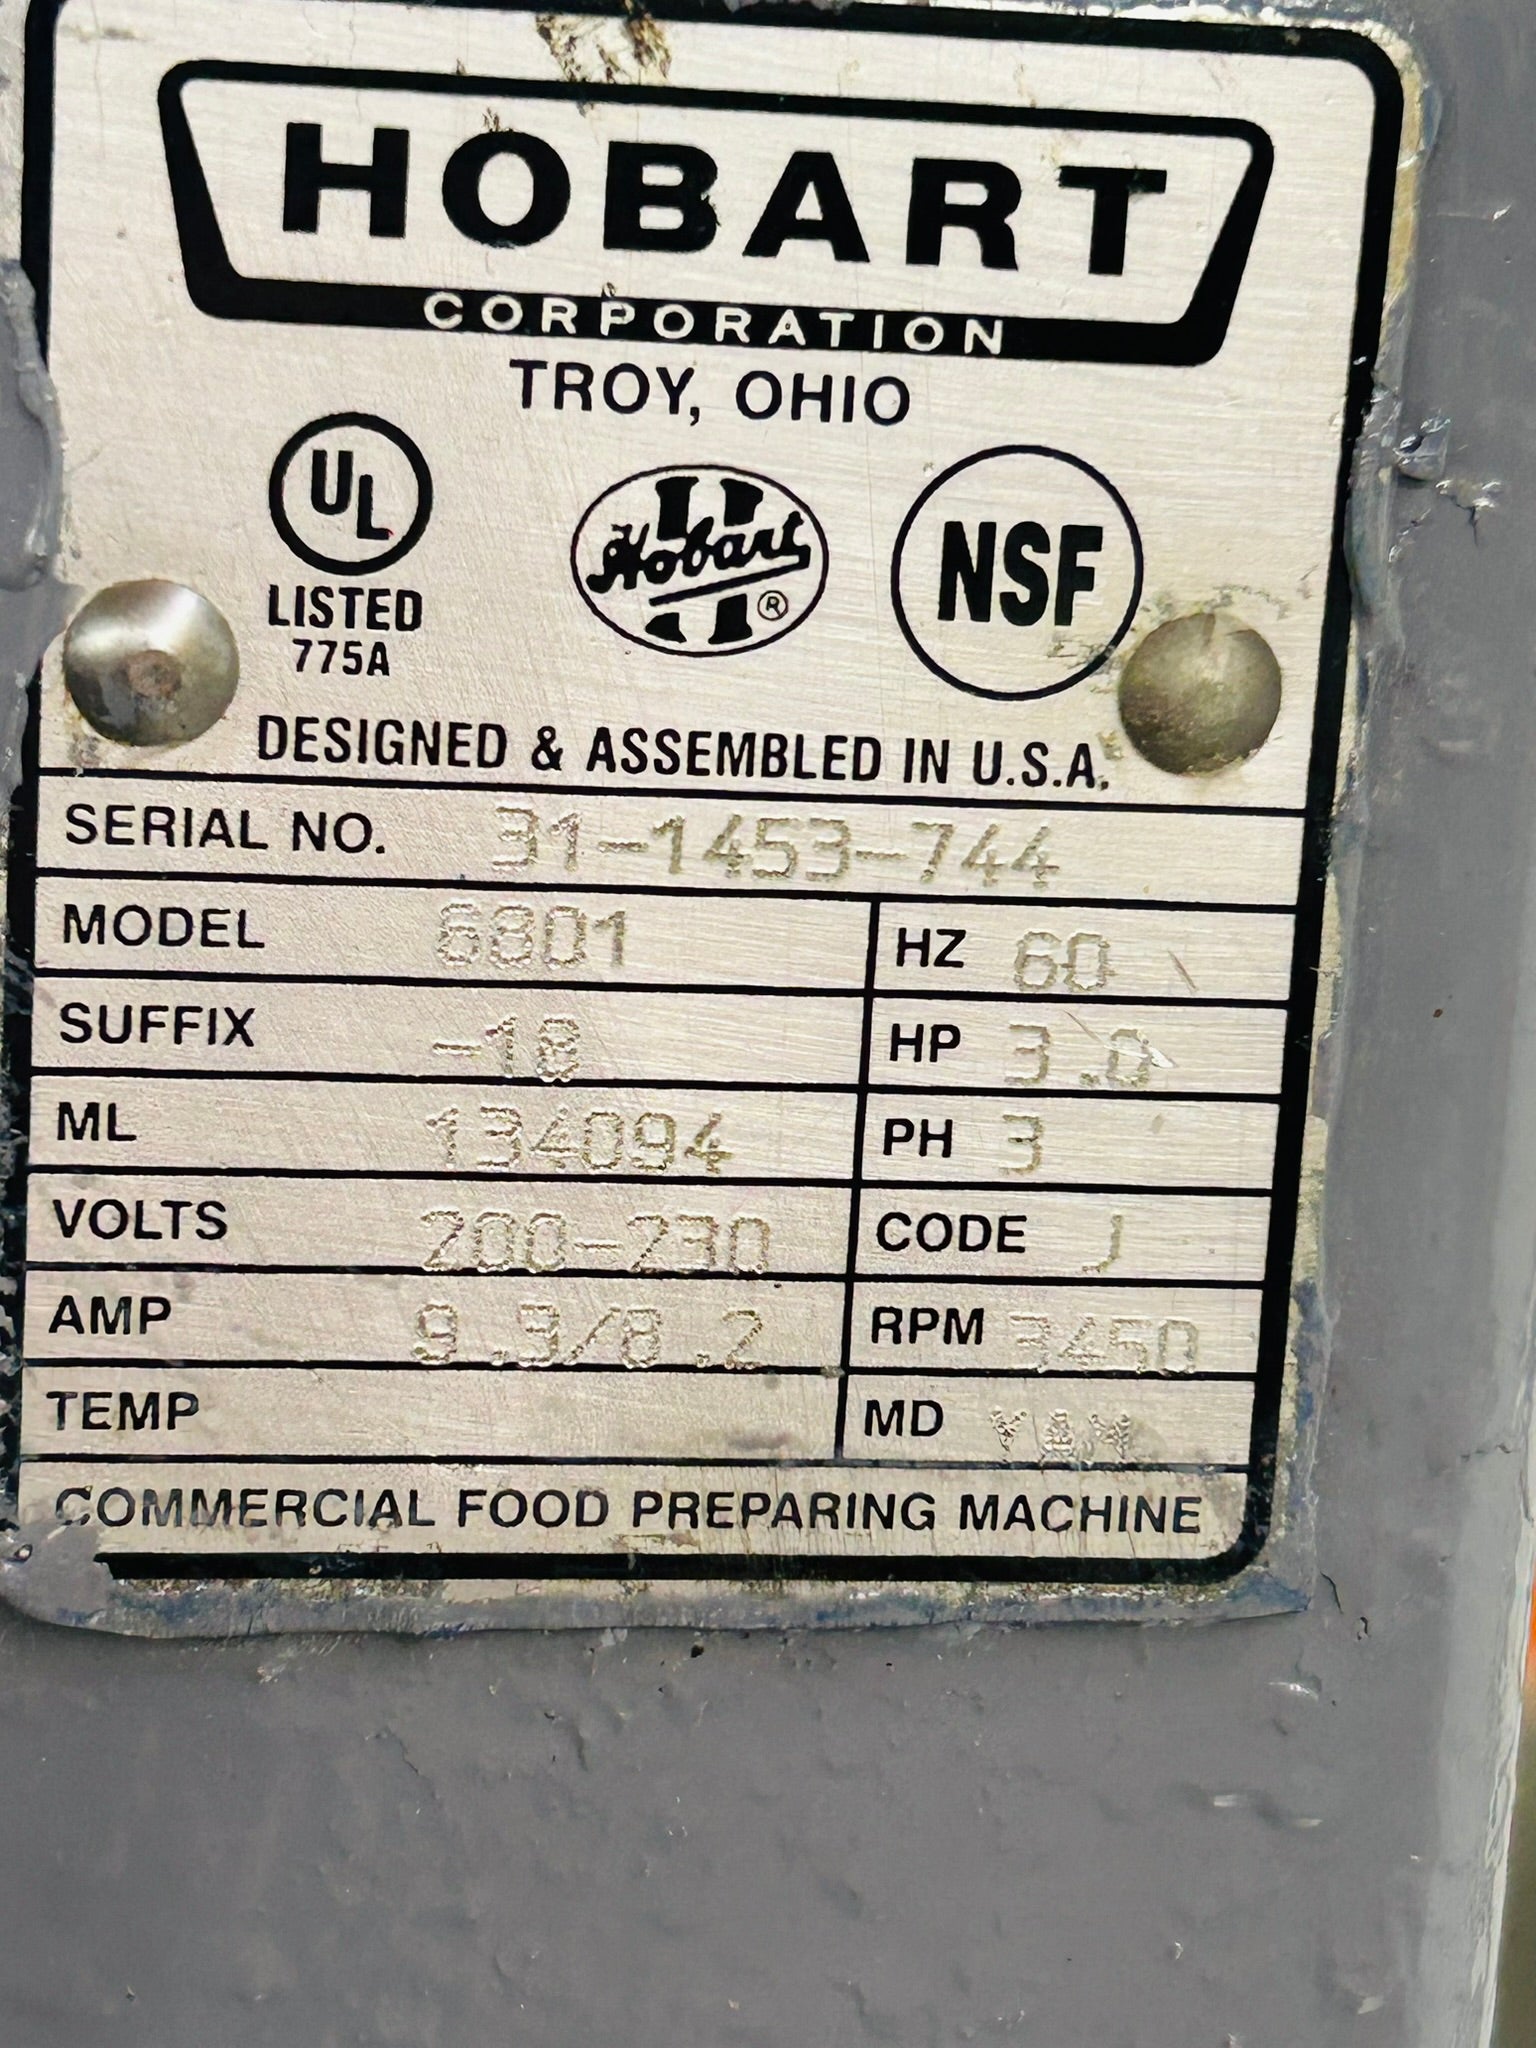 HOBART
CORPORATION
TROY, OHIO
UL
LISTED
775A
Hobart ®
NSF
DESIGNED & ASSEMBLED IN U.S.A.
SERIAL NO. 31-1453-744
MODEL 6801 HZ 60
SUFFIX -18 HP 3.0
ML 134094 PH 3
VOLTS 200-230 CODE J
AMP 9.3/8.2 RPM 3450
TEMP MD
COMMERCIAL FOOD PREPARING MACHINE